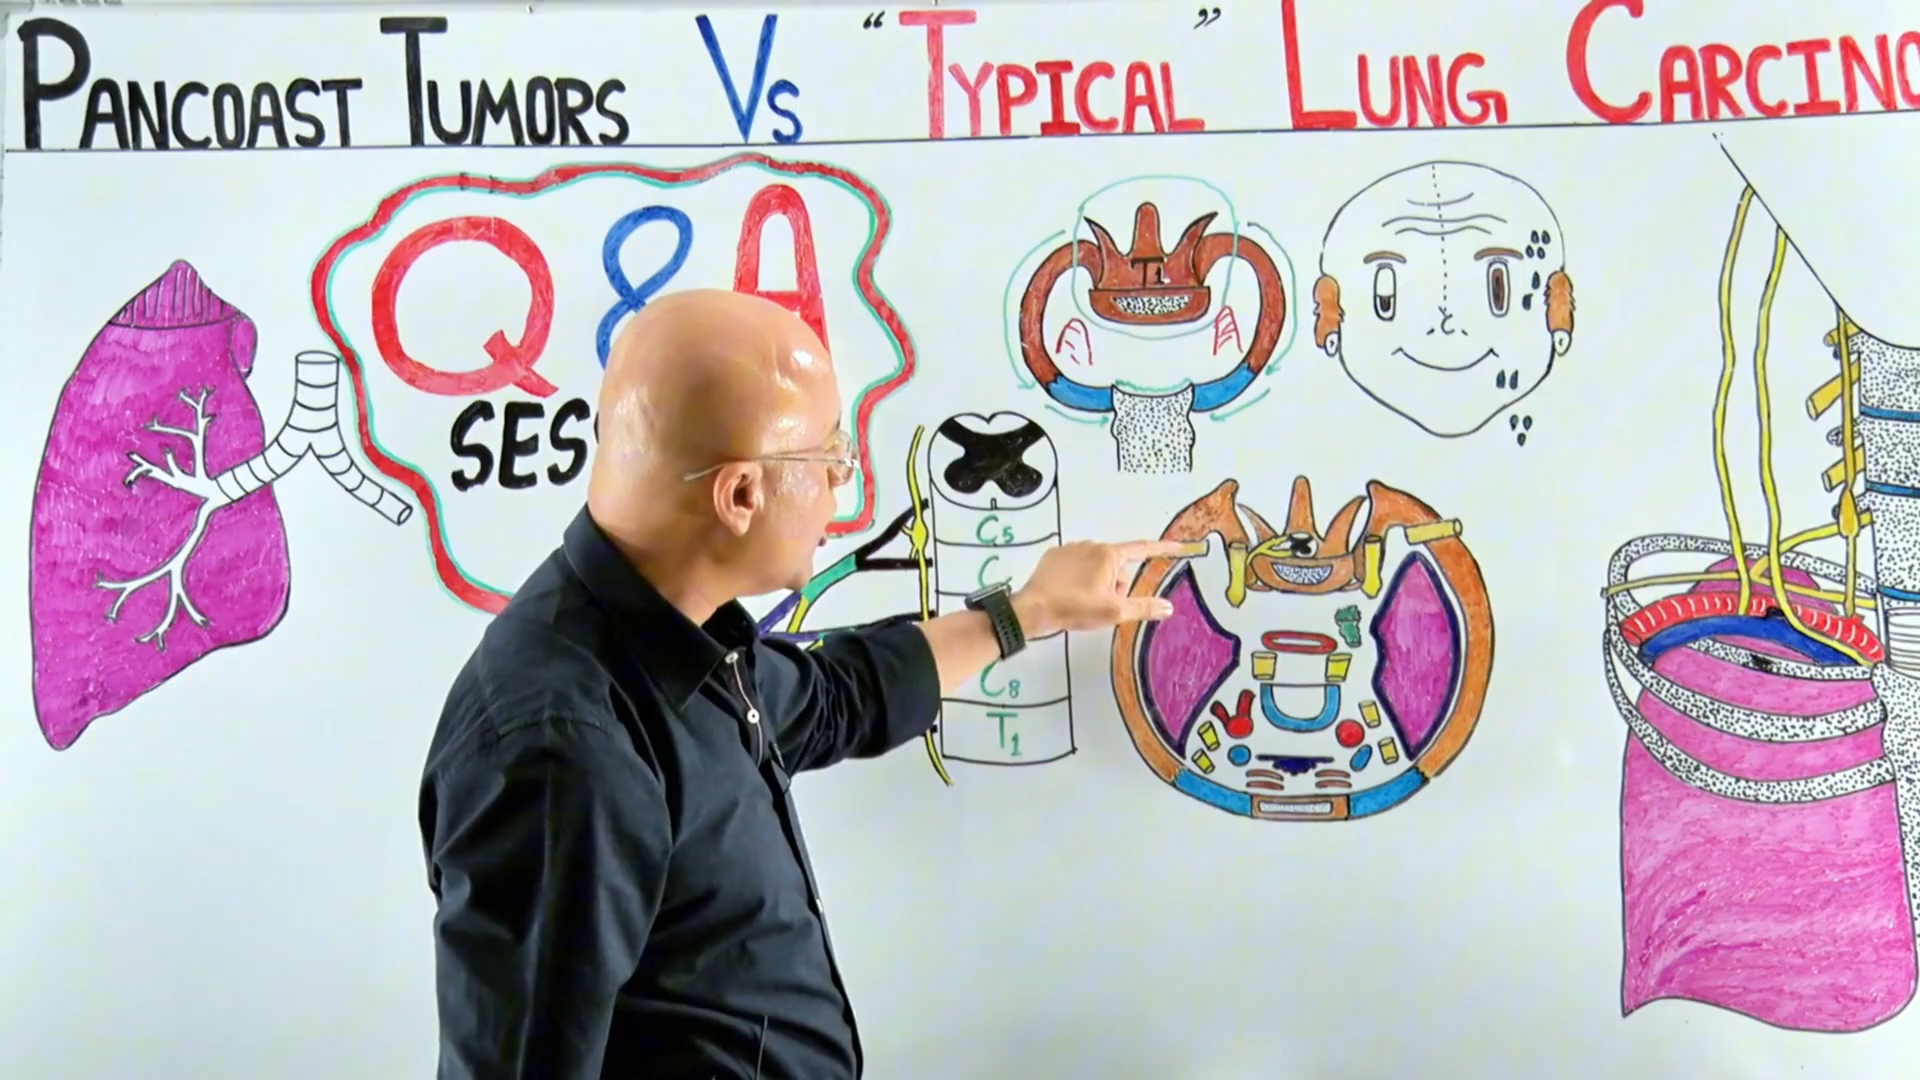 PANCOAST TUMORS VS "TYPICAL" LUNG CARCINO
Q & A
SES
T1
C5
C
C8
T1